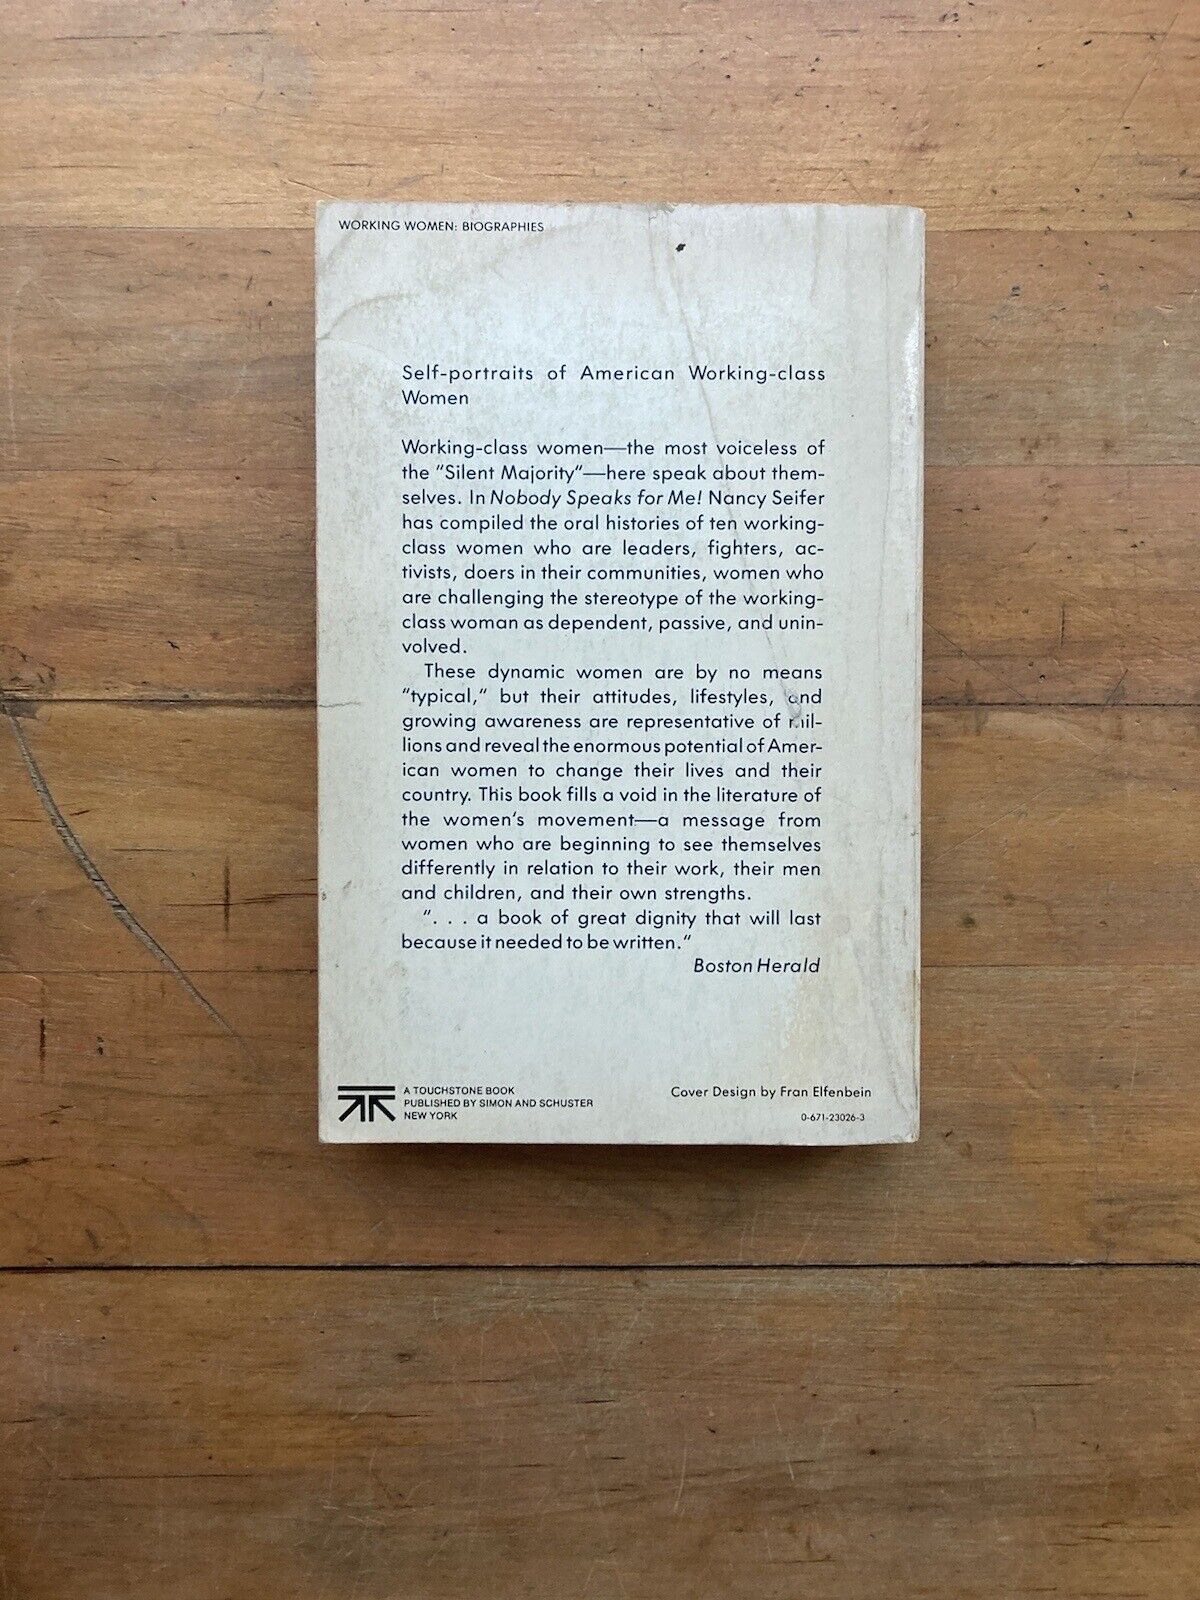 WORKING WOMEN: BIOGRAPHIES
Self-portraits of American Working-class
Women
Working-class women—the most voiceless of
the "Silent Majority"—here speak about them-
selves. In Nobody Speaks for Me! Nancy Seifer
has compiled the oral histories of ten working-
class women who are leaders, fighters, ac-
tivists, doers in their communities, women who
are challenging the stereotype of the working-
class woman as dependent, passive, and unin-
volved.
These dynamic women are by no means
"typical," but their attitudes, lifestyles, and
growing awareness are representative of mil-
lions and reveal the enormous potential of Amer-
ican women to change their lives and their
country. This book fills a void in the literature of
the women's movement—a message from
women who are beginning to see themselves
differently in relation to their work, their men
and children, and their own strengths.
". . . a book of great dignity that will last
because it needed to be written."
Boston Herald
A TOUCHSTONE BOOK
PUBLISHED BY SIMON AND SCHUSTER
NEW YORK
Cover Design by Fran Elfenbein
0-671-23026-3